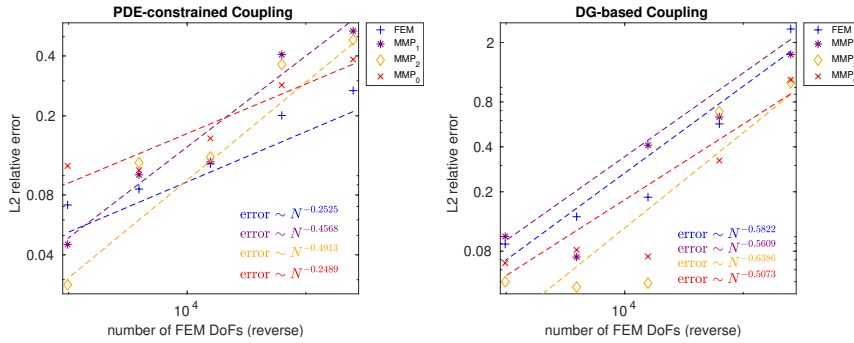 PDE-constrained Coupling
FEM
MMP1
MMP2
MMP0
0.4
0.2
0.08
0.04
L2 relative error
error ∼ N^−0.2525
error ∼ N^−0.4568
error ∼ N^−0.4913
error ∼ N^−0.2489
10^4
number of FEM DoFs (reverse)
DG-based Coupling
FEM
MMP
MMP
MMP
2
0.8
0.4
0.2
0.08
L2 relative error
error ∼ N^−0.5822
error ∼ N^−0.5609
error ∼ N^−0.6386
error ∼ N^−0.5073
10^4
number of FEM DoFs (reverse)